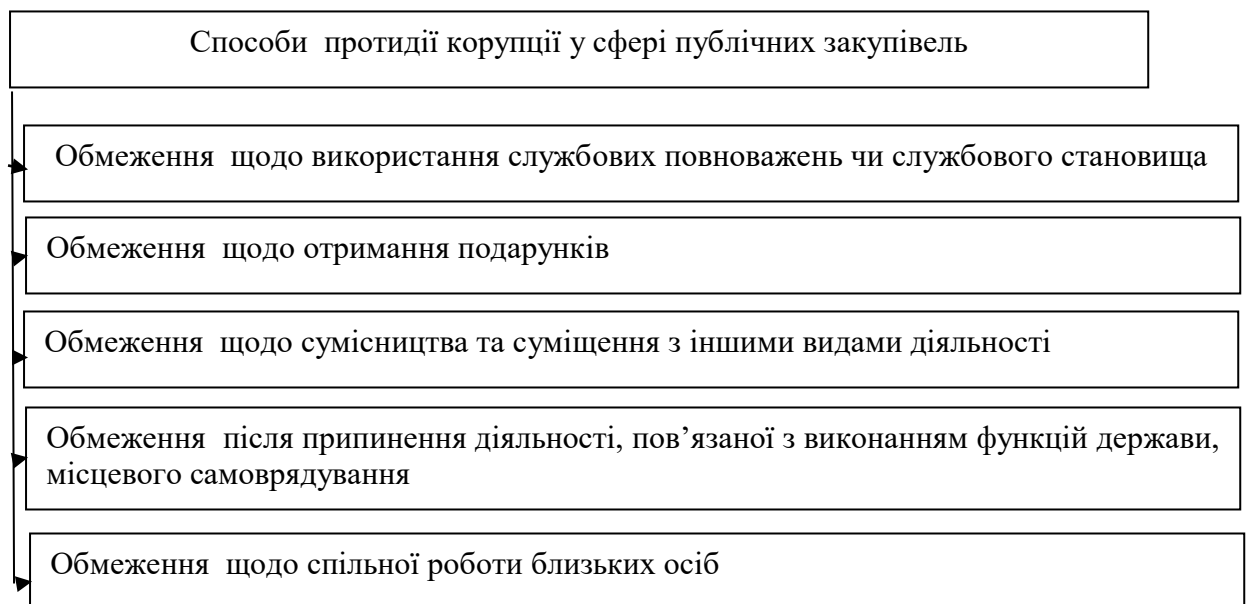 Способи протидії корупції у сфері публічних закупівель
Обмеження щодо використання службових повноважень чи службового становища
Обмеження щодо отримання подарунків
Обмеження щодо сумісництва та суміщення з іншими видами діяльності
Обмеження після припинення діяльності, пов’язаної з виконанням функцій держави,
місцевого самоврядування
Обмеження щодо спільної роботи близьких осіб